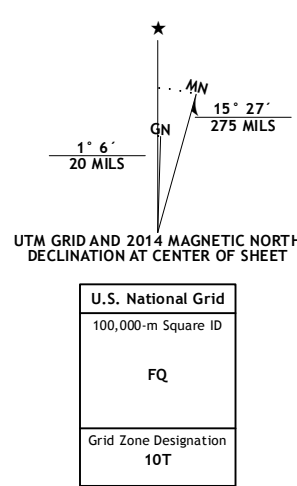 MN
GN
15° 27´
275 MILS
1° 6´
20 MILS
UTM GRID AND 2014 MAGNETIC NORTH
DECLINATION AT CENTER OF SHEET
U.S. National Grid
100,000-m Square ID
FQ
Grid Zone Designation
10T